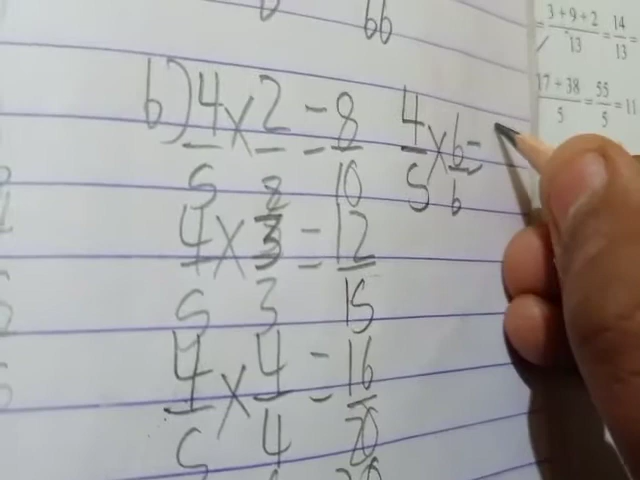 66
= 3 + 9 + 2 / 13 = 14 / 13 =
17 + 38 / 5 = 55 / 5 = 11
b) 4/5 × 2/2 = 8/10
4/5 × 3/3 = 12/15
4/5 × 4/4 = 16/20
4/5 × 6/6 =